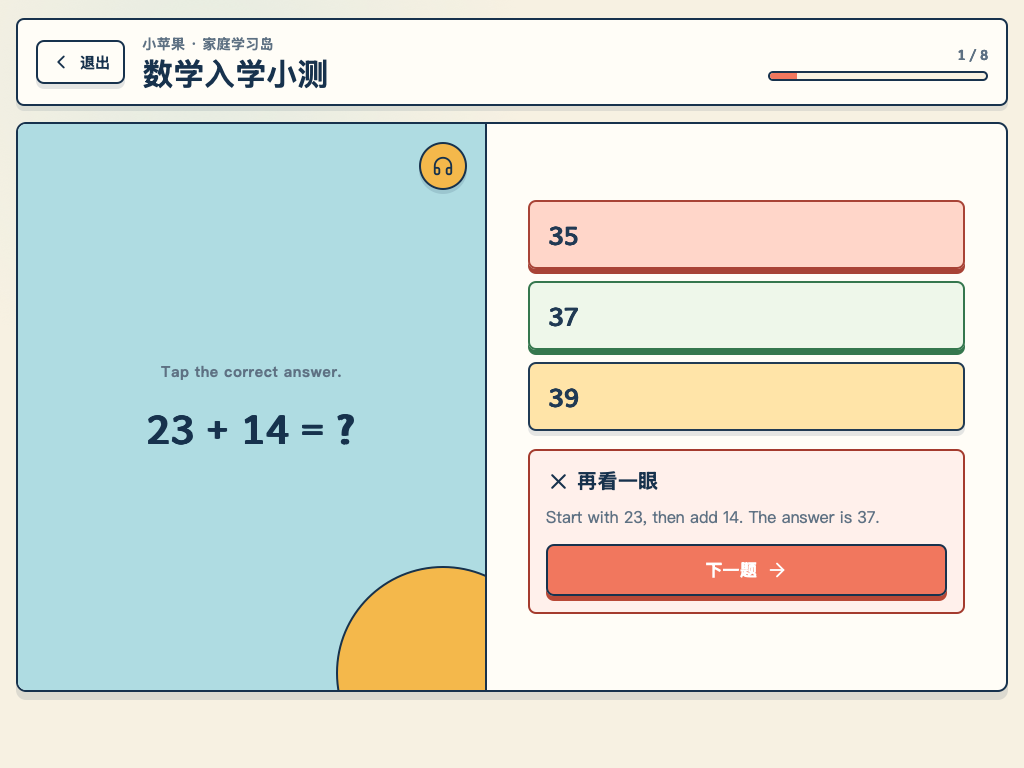 退出
小苹果 · 家庭学习岛
数学入学小测
1 / 8
Tap the correct answer.
23 + 14 = ?
35
37
39
再看一眼
Start with 23, then add 14. The answer is 37.
下一题